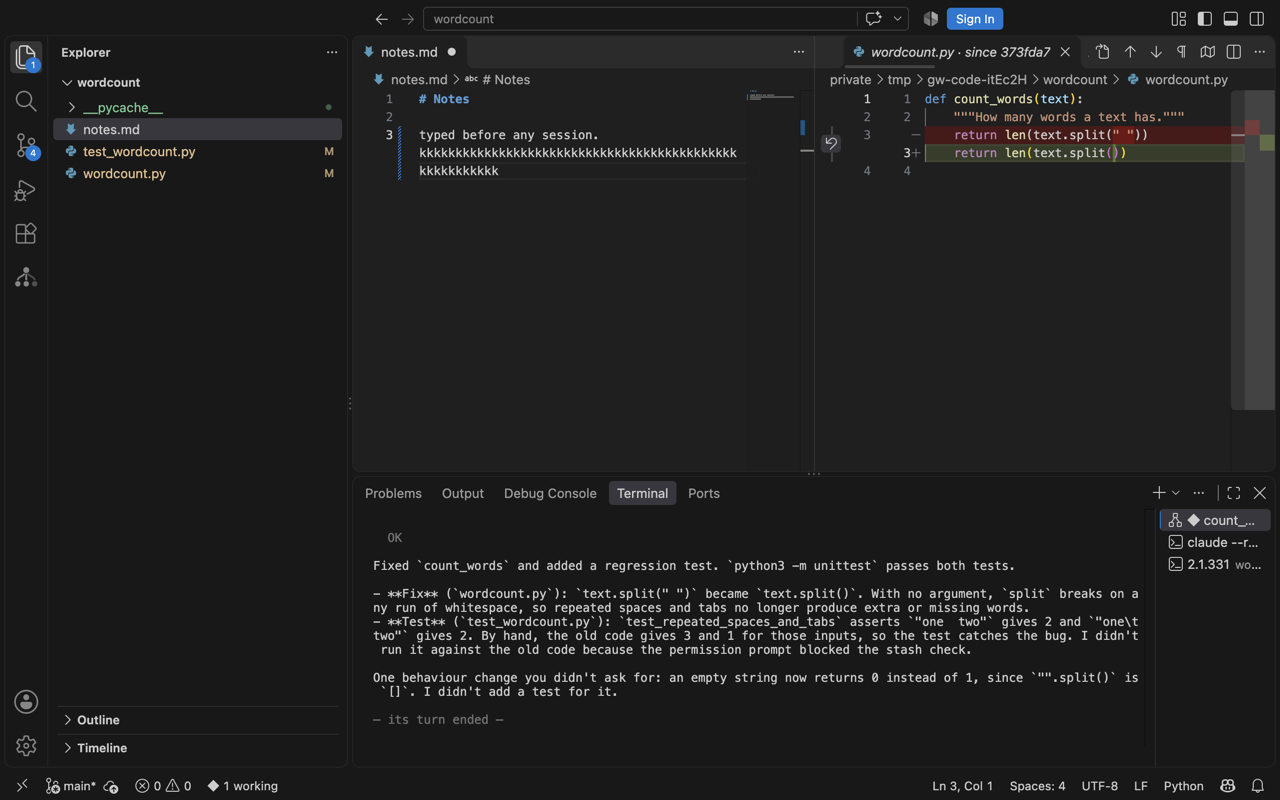 wordcount
Sign In
Explorer
wordcount
__pycache__
notes.md
test_wordcount.py M
wordcount.py M
Outline
Timeline
1
4
notes.md
notes.md > # Notes
1 # Notes
2
3 typed before any session.
kkkkkkkkkkkkkkkkkkkkkkkkkkkkkkkkkkkkkkkkkkkk
kkkkkkkkkkk
wordcount.py · since 373fda7
private > tmp > gw-code-itEc2H > wordcount > wordcount.py
1 1 def count_words(text):
2 2 """How many words a text has."""
3 − return len(text.split(" "))
3+ return len(text.split())
4 4
Problems Output Debug Console Terminal Ports
OK
Fixed `count_words` and added a regression test. `python3 -m unittest` passes both tests.
- **Fix** (`wordcount.py`): `text.split(" ")` became `text.split()`. With no argument, `split` breaks on a
ny run of whitespace, so repeated spaces and tabs no longer produce extra or missing words.
- **Test** (`test_wordcount.py`): `test_repeated_spaces_and_tabs` asserts `"one  two"` gives 2 and `"one\t
two"` gives 2. By hand, the old code gives 3 and 1 for those inputs, so the test catches the bug. I didn't
run it against the old code because the permission prompt blocked the stash check.
One behaviour change you didn't ask for: an empty string now returns 0 instead of 1, since `"".split()` is
`[]`. I didn't add a test for it.
— its turn ended —
count_...
claude --r...
2.1.331 wo...
main* 0 0 1 working
Ln 3, Col 1 Spaces: 4 UTF-8 LF Python